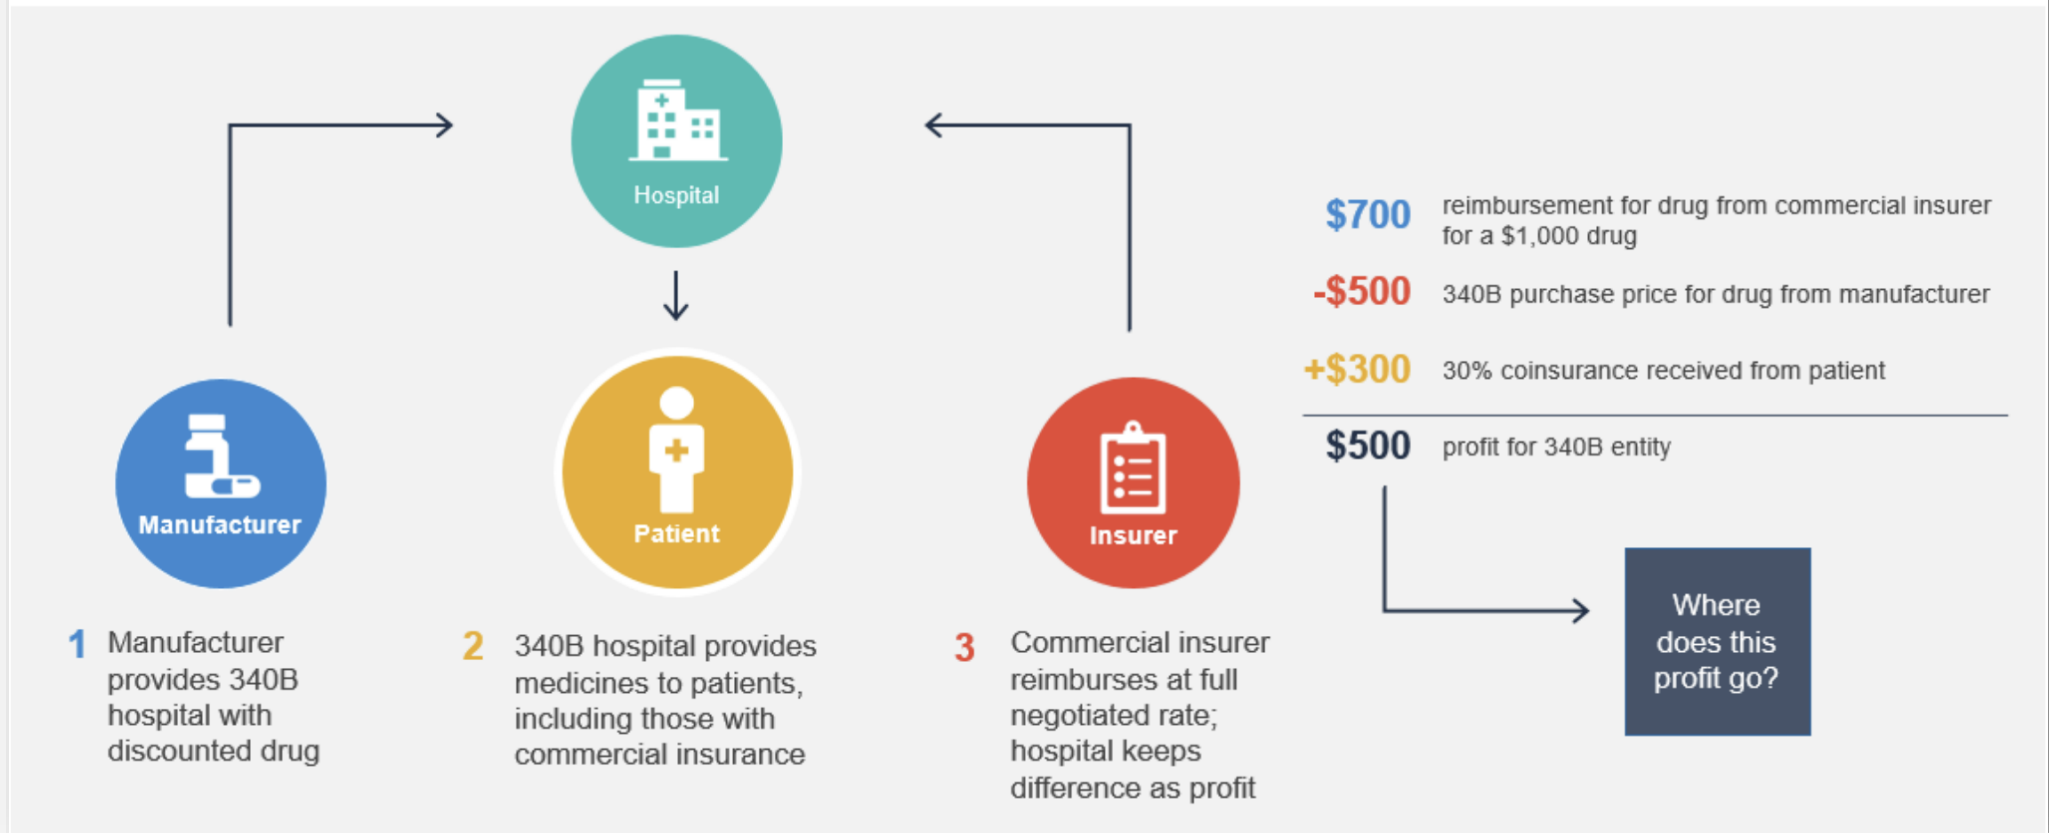 Hospital
Manufacturer
Patient
Insurer
1 Manufacturer
provides 340B
hospital with
discounted drug
2 340B hospital provides
medicines to patients,
including those with
commercial insurance
3 Commercial insurer
reimburses at full
negotiated rate;
hospital keeps
difference as profit
$700 reimbursement for drug from commercial insurer
for a $1,000 drug
-$500 340B purchase price for drug from manufacturer
+$300 30% coinsurance received from patient
$500 profit for 340B entity
Where
does this
profit go?